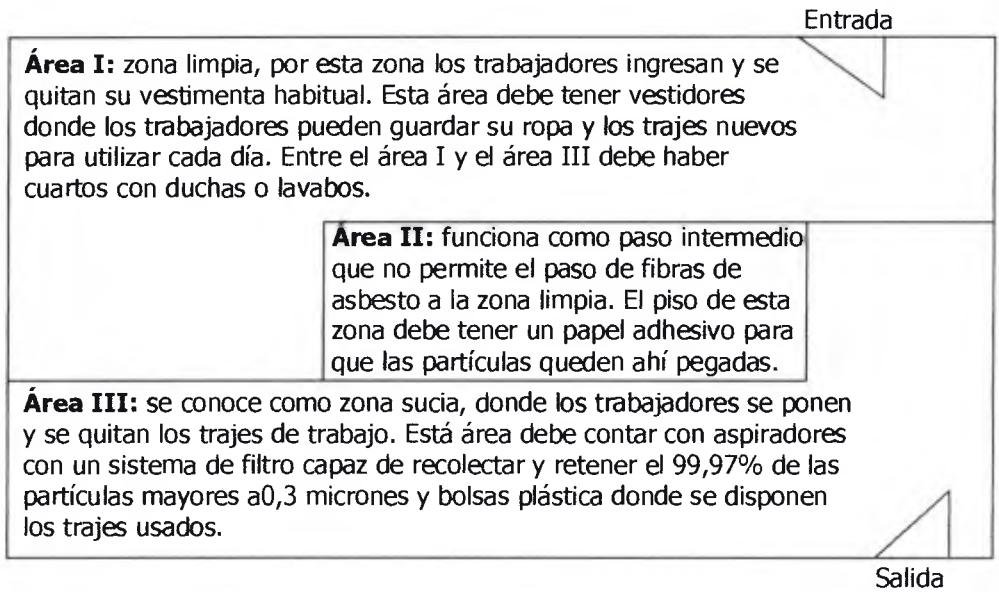 Entrada
Área I: zona limpia, por esta zona los trabajadores ingresan y se
quitan su vestimenta habitual. Esta área debe tener vestidores
donde los trabajadores pueden guardar su ropa y los trajes nuevos
para utilizar cada día. Entre el área I y el área III debe haber
cuartos con duchas o lavabos.
Área II: funciona como paso intermedio
que no permite el paso de fibras de
asbesto a la zona limpia. El piso de esta
zona debe tener un papel adhesivo para
que las partículas queden ahí pegadas.
Área III: se conoce como zona sucia, donde los trabajadores se ponen
y se quitan los trajes de trabajo. Está área debe contar con aspiradores
con un sistema de filtro capaz de recolectar y retener el 99,97% de las
partículas mayores a0,3 micrones y bolsas plástica donde se disponen
los trajes usados.
Salida